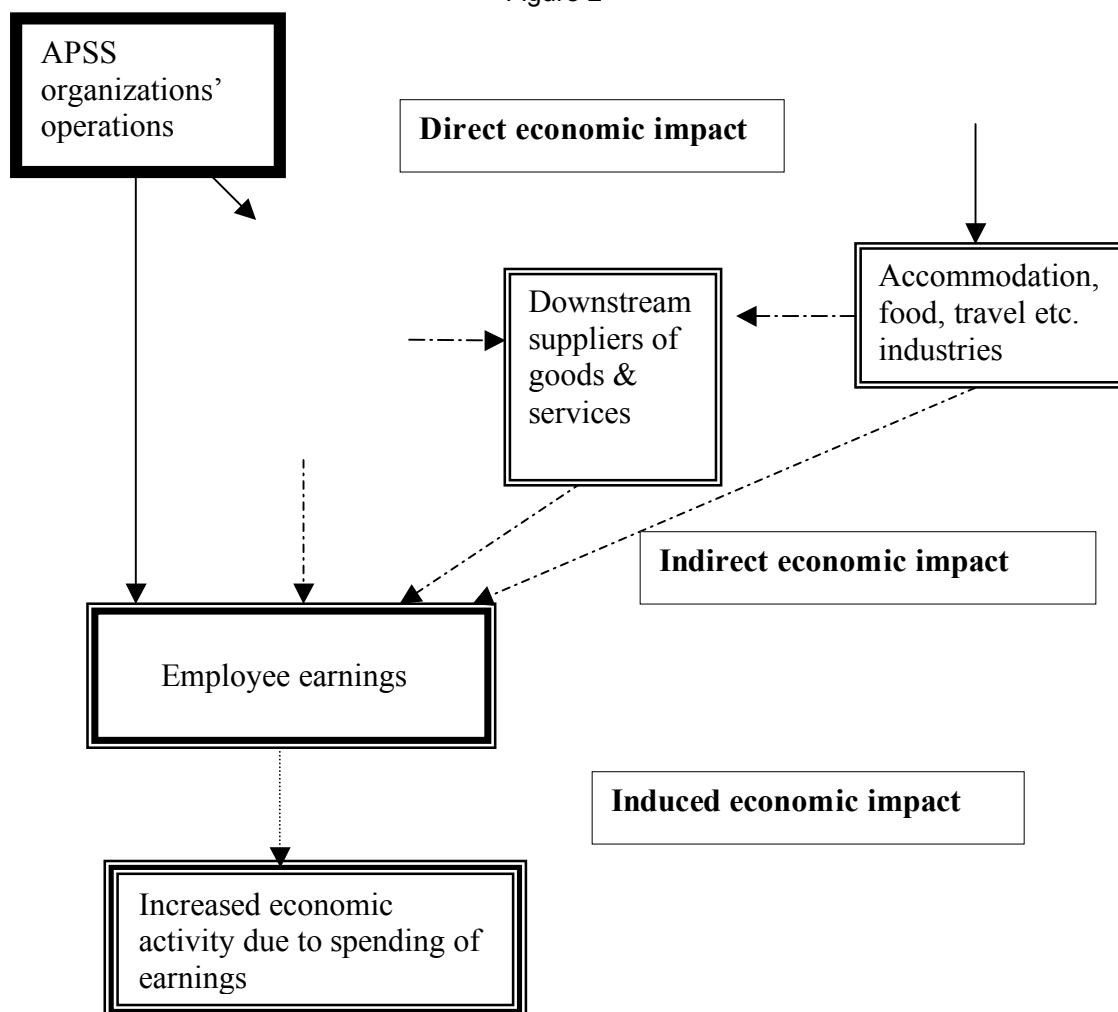 Figure 2
APSS
organizations’
operations
Direct economic impact
Accommodation,
food, travel etc.
industries
Downstream
suppliers of
goods &
services
Indirect economic impact
Employee earnings
Induced economic impact
Increased economic
activity due to spending of
earnings